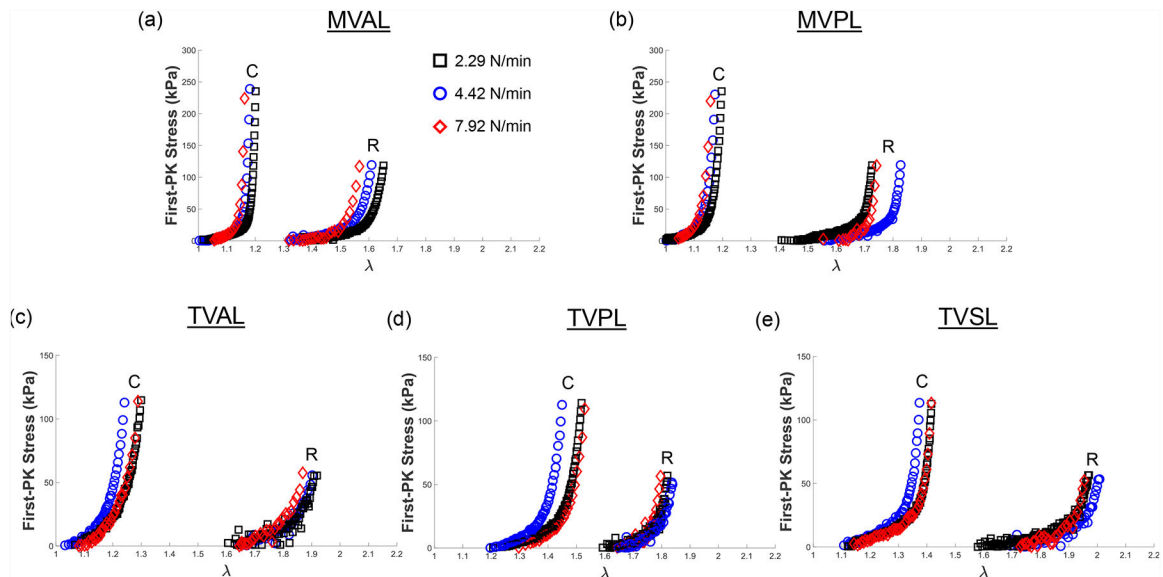 (a) MVAL
(b) MVPL
2.29 N/min
4.42 N/min
7.92 N/min
First-PK Stress (kPa)
300
250
200
150
100
50
0
C
R
1 1.1 1.2 1.3 1.4 1.5 1.6 1.7 1.8 1.9 2 2.1 2.2
λ
First-PK Stress (kPa)
300
250
200
150
100
50
0
C
R
1 1.1 1.2 1.3 1.4 1.5 1.6 1.7 1.8 1.9 2 2.1 2.2
λ
(c) TVAL
(d) TVPL
(e) TVSL
First-PK Stress (kPa)
150
100
50
0
C
R
1 1.1 1.2 1.3 1.4 1.5 1.6 1.7 1.8 1.9 2 2.1 2.2
λ
First-PK Stress (kPa)
150
100
50
0
C
R
1 1.1 1.2 1.3 1.4 1.5 1.6 1.7 1.8 1.9 2 2.1 2.2
λ
First-PK Stress (kPa)
150
100
50
0
C
R
1 1.1 1.2 1.3 1.4 1.5 1.6 1.7 1.8 1.9 2 2.1 2.2
λ